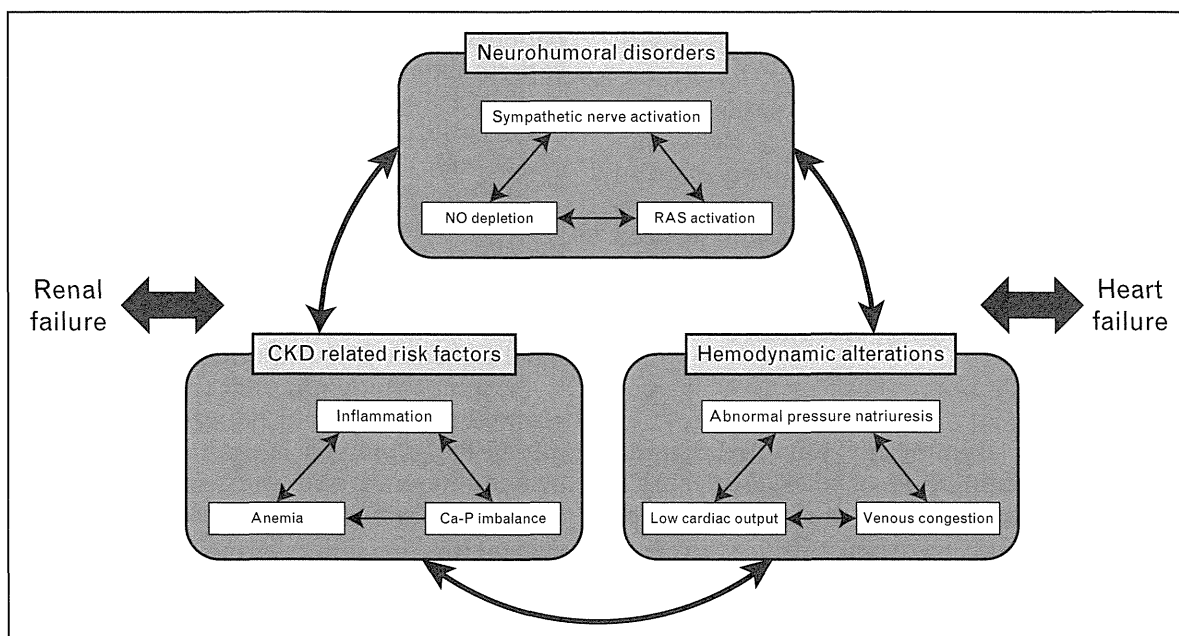 Neurohumoral disorders
Sympathetic nerve activation
NO depletion
RAS activation
Renal
failure
Heart
failure
CKD related risk factors
Inflammation
Anemia
Ca-P imbalance
Hemodynamic alterations
Abnormal pressure natriuresis
Low cardiac output
Venous congestion